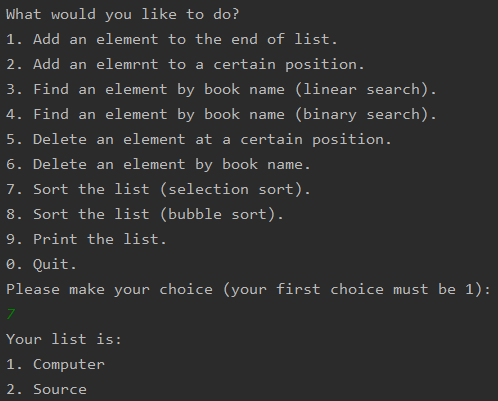 What would you like to do?
1. Add an element to the end of list.
2. Add an elemrnt to a certain position.
3. Find an element by book name (linear search).
4. Find an element by book name (binary search).
5. Delete an element at a certain position.
6. Delete an element by book name.
7. Sort the list (selection sort).
8. Sort the list (bubble sort).
9. Print the list.
0. Quit.
Please make your choice (your first choice must be 1):
7
Your list is:
1. Computer
2. Source